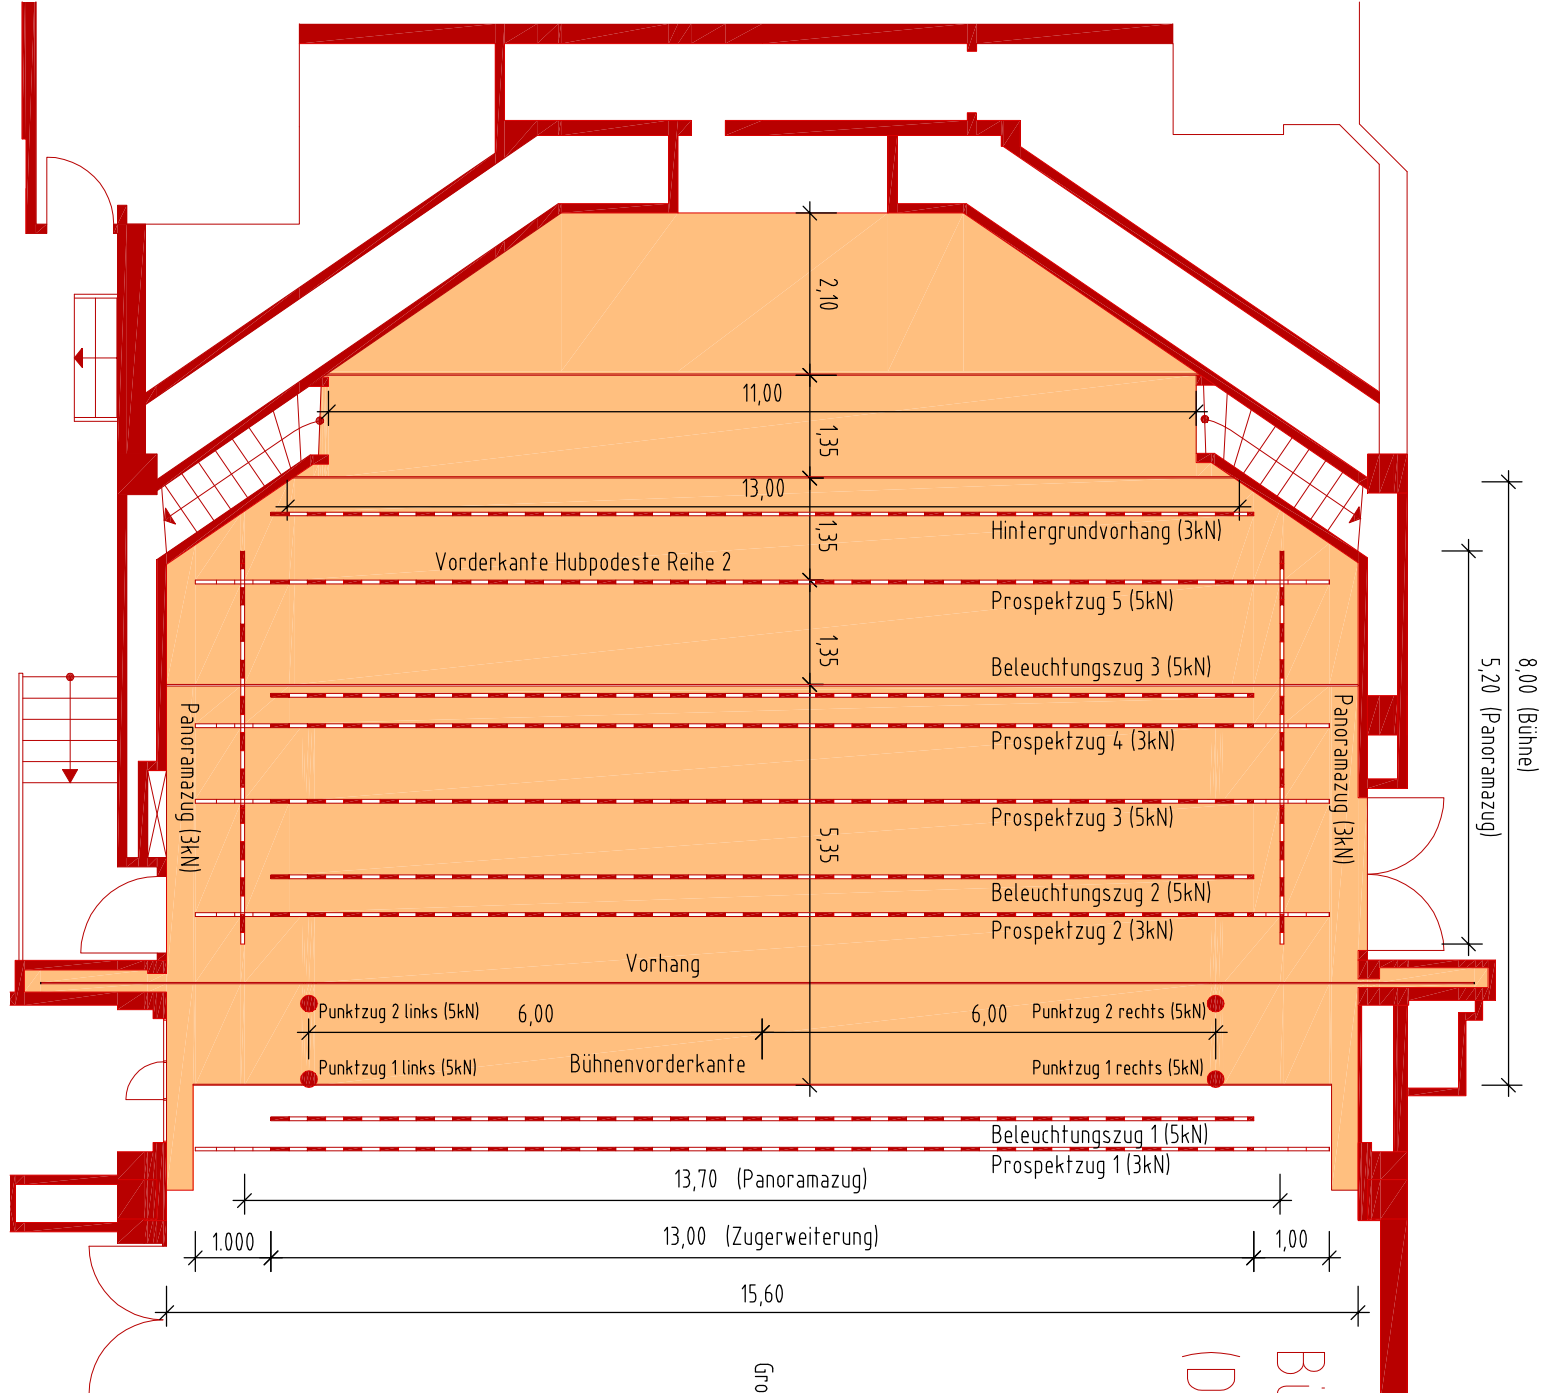 2,10
11,00
1,35
13,00
1,35
Hintergrundvorhang (3kN)
Vorderkante Hubpodeste Reihe 2
Prospektzug 5 (5kN)
1,35
Beleuchtungszug 3 (5kN)
8,00 (Bühne)
5,20 (Panoramazug)
Panoramazug (3kN)
Panoramazug (3kN)
Prospektzug 4 (3kN)
Prospektzug 3 (5kN)
5,35
Beleuchtungszug 2 (5kN)
Prospektzug 2 (3kN)
Vorhang
Punktzug 2 links (5kN)
6,00
6,00
Punktzug 2 rechts (5kN)
Punktzug 1 links (5kN)
Bühnenvorderkante
Punktzug 1 rechts (5kN)
Beleuchtungszug 1 (5kN)
Prospektzug 1 (3kN)
13,70 (Panoramazug)
1.000
13,00 (Zugerweiterung)
1,00
15,60
Gro